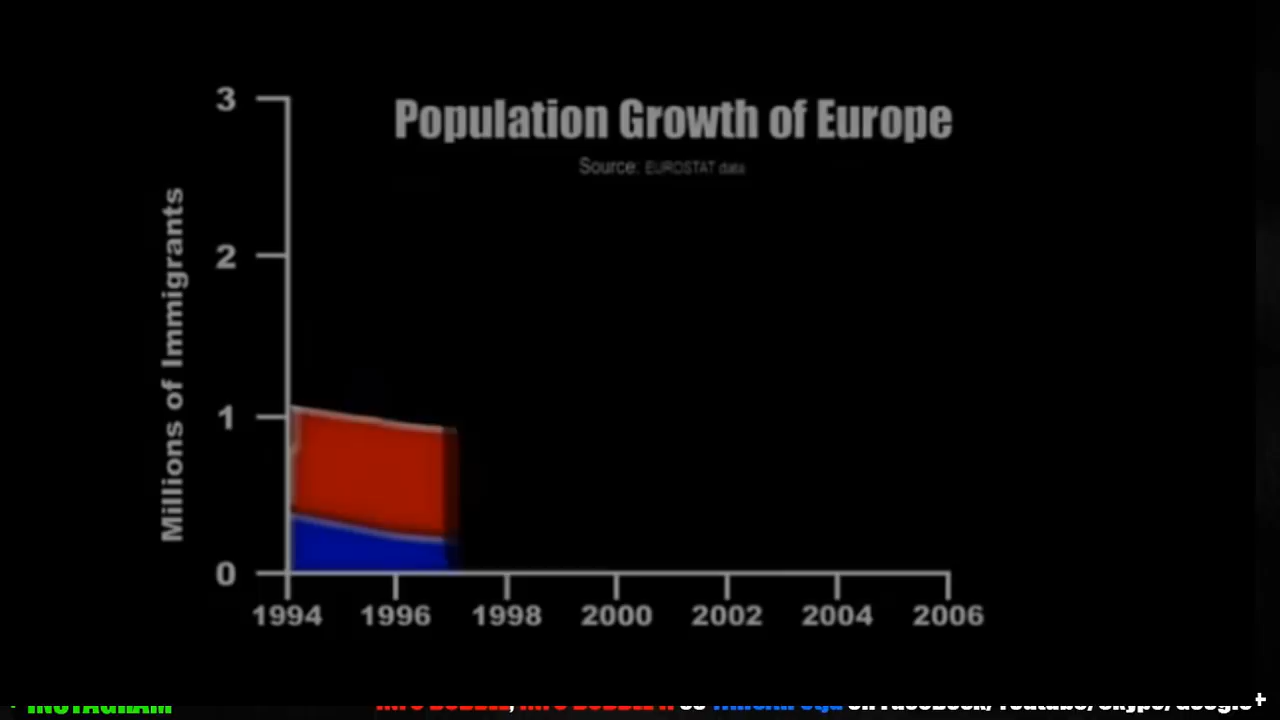 Population Growth of Europe
Source: EUROSTAT data
Millions of Immigrants
3
2
1
0
1994 1996 1998 2000 2002 2004 2006
INSTAGRAM
+